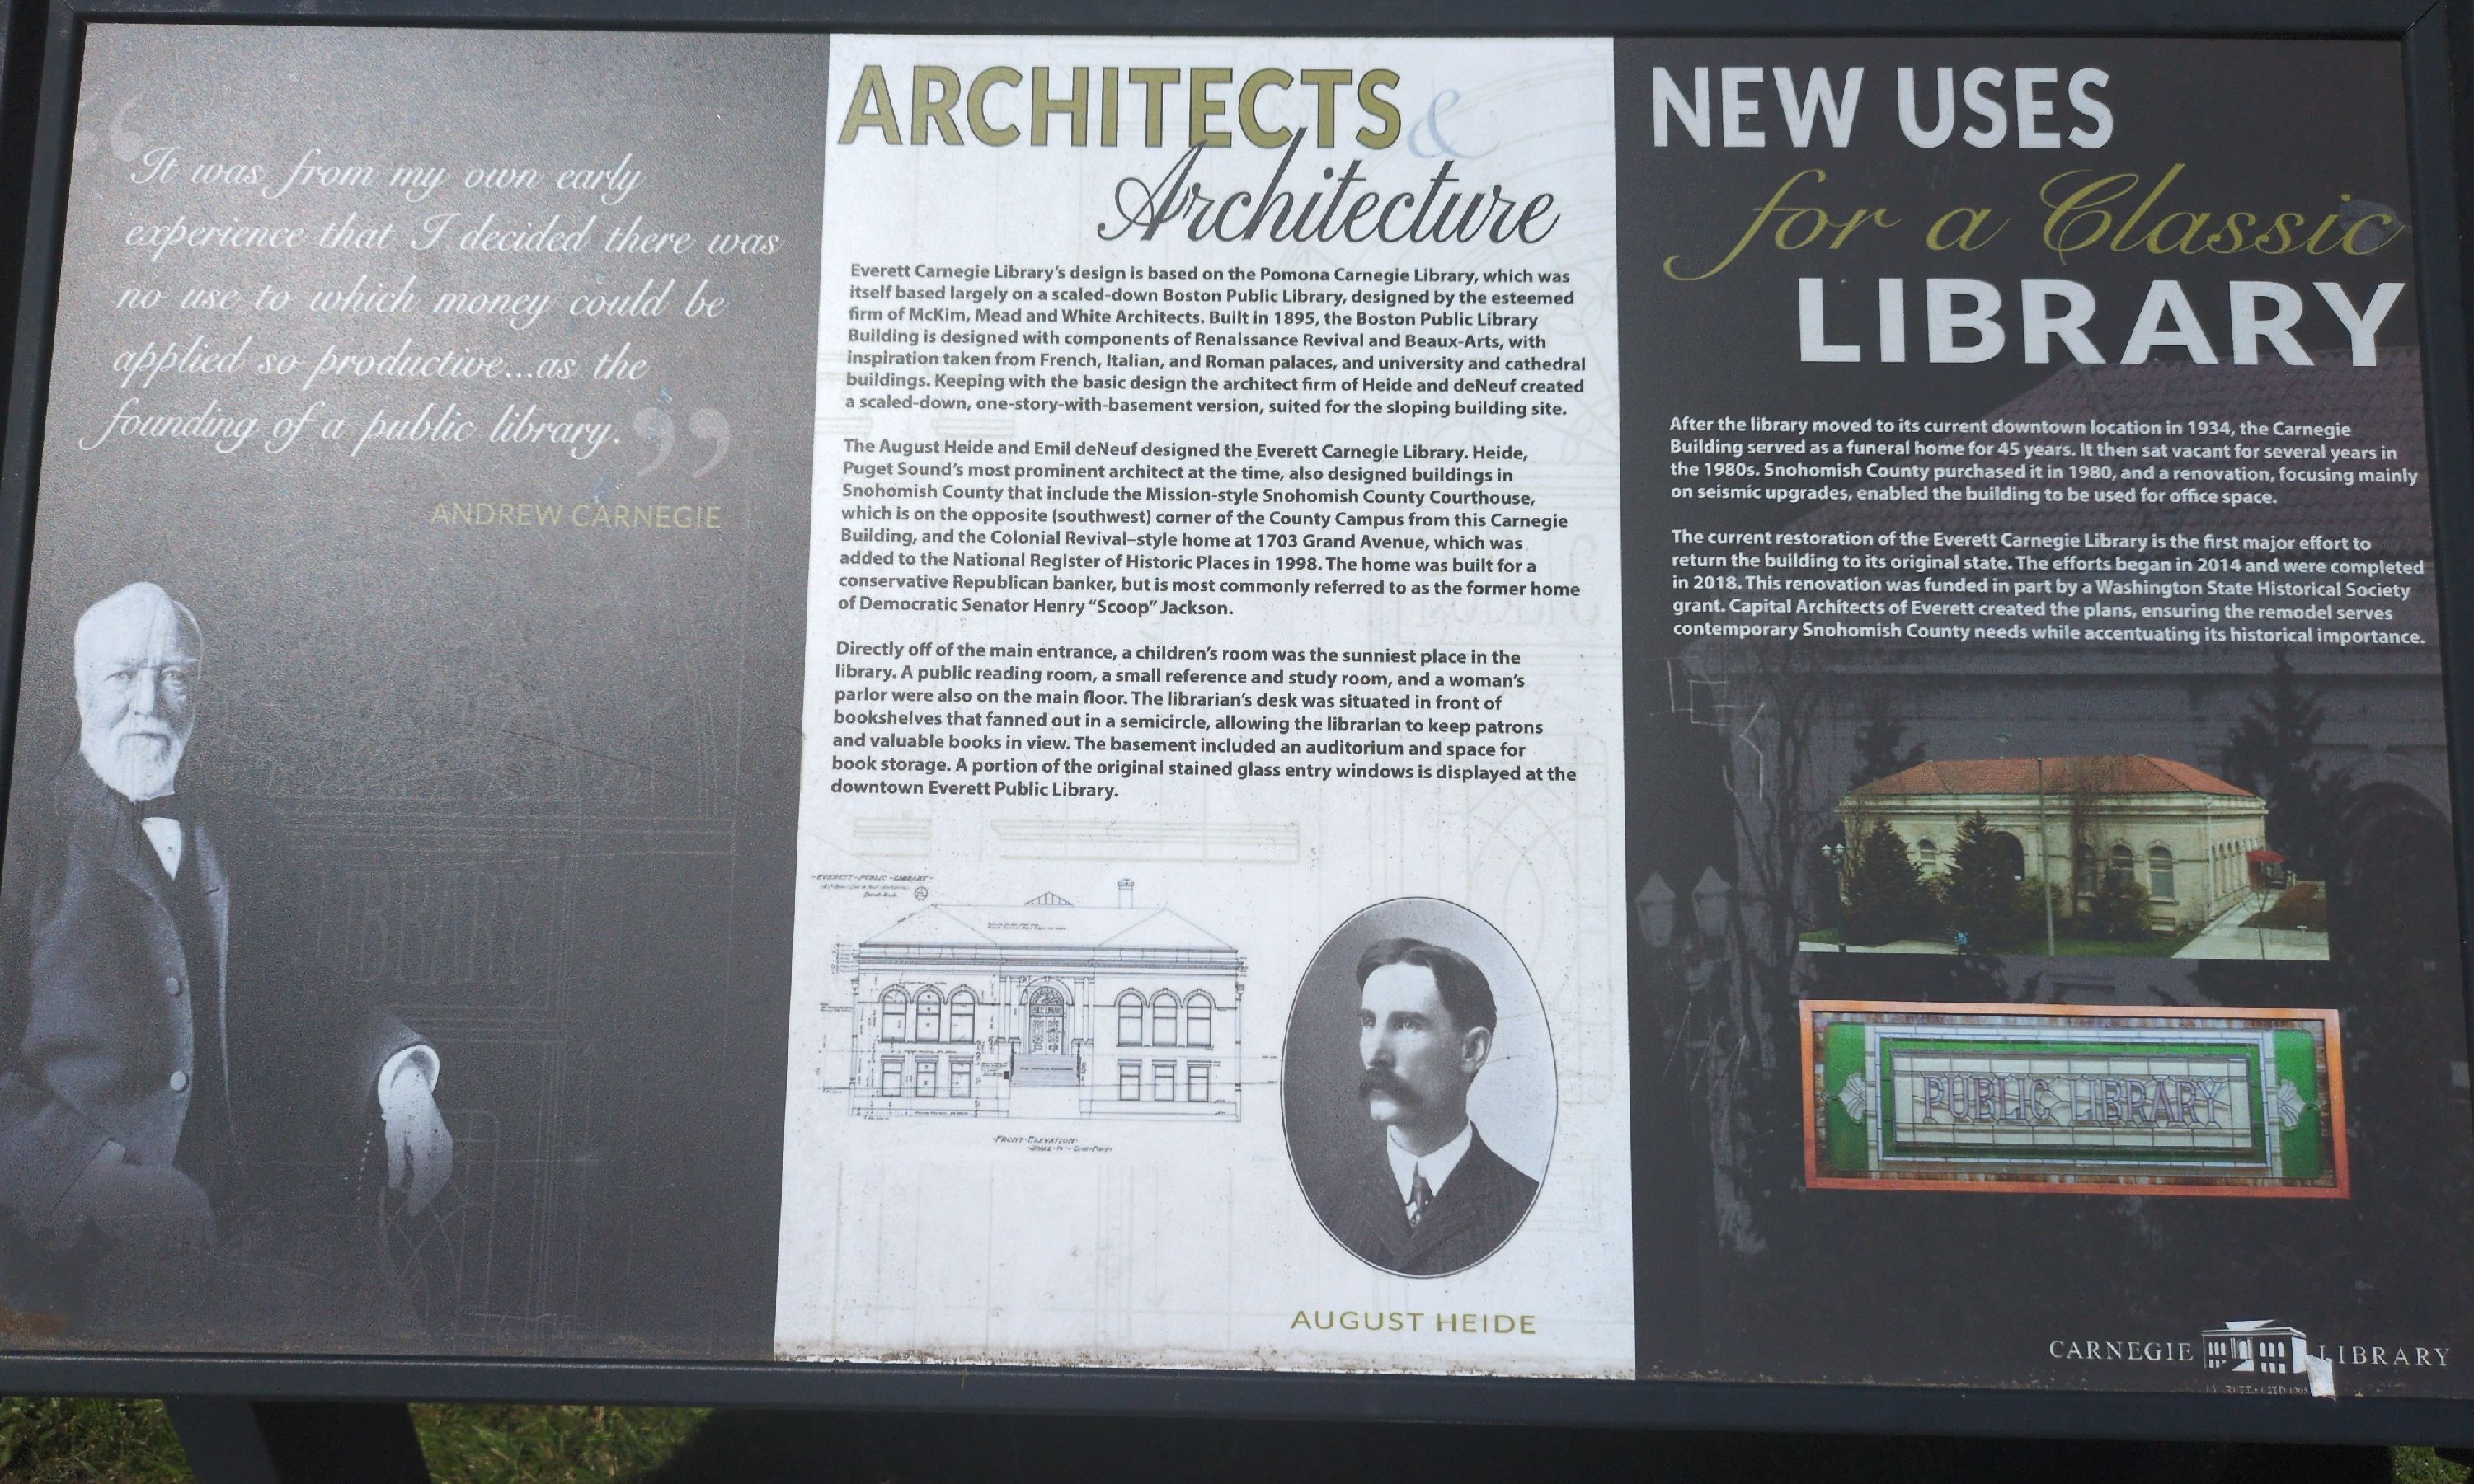 “It was from my own early
experience that I decided there was
no use to which money could be
applied so productive...as the
founding of a public library.”
ANDREW CARNEGIE
ARCHITECTS &
Architecture
Everett Carnegie Library’s design is based on the Pomona Carnegie Library, which was
itself based largely on a scaled-down Boston Public Library, designed by the esteemed
firm of McKim, Mead and White Architects. Built in 1895, the Boston Public Library
Building is designed with components of Renaissance Revival and Beaux-Arts, with
inspiration taken from French, Italian, and Roman palaces, and university and cathedral
buildings. Keeping with the basic design the architect firm of Heide and deNeuf created
a scaled-down, one-story-with-basement version, suited for the sloping building site.
The August Heide and Emil deNeuf designed the Everett Carnegie Library. Heide,
Puget Sound’s most prominent architect at the time, also designed buildings in
Snohomish County that include the Mission-style Snohomish County Courthouse,
which is on the opposite (southwest) corner of the County Campus from this Carnegie
Building, and the Colonial Revival–style home at 1703 Grand Avenue, which was
added to the National Register of Historic Places in 1998. The home was built for a
conservative Republican banker, but is most commonly referred to as the former home
of Democratic Senator Henry “Scoop” Jackson.
Directly off of the main entrance, a children’s room was the sunniest place in the
library. A public reading room, a small reference and study room, and a woman’s
parlor were also on the main floor. The librarian’s desk was situated in front of
bookshelves that fanned out in a semicircle, allowing the librarian to keep patrons
and valuable books in view. The basement included an auditorium and space for
book storage. A portion of the original stained glass entry windows is displayed at the
downtown Everett Public Library.
-EVERETT-PUBLIC-LIBRARY-
-FRONT-ELEVATION-
AUGUST HEIDE
NEW USES
for a Classic
LIBRARY
After the library moved to its current downtown location in 1934, the Carnegie
Building served as a funeral home for 45 years. It then sat vacant for several years in
the 1980s. Snohomish County purchased it in 1980, and a renovation, focusing mainly
on seismic upgrades, enabled the building to be used for office space.
The current restoration of the Everett Carnegie Library is the first major effort to
return the building to its original state. The efforts began in 2014 and were completed
in 2018. This renovation was funded in part by a Washington State Historical Society
grant. Capital Architects of Everett created the plans, ensuring the remodel serves
contemporary Snohomish County needs while accentuating its historical importance.
PUBLIC LIBRARY
CARNEGIE LIBRARY